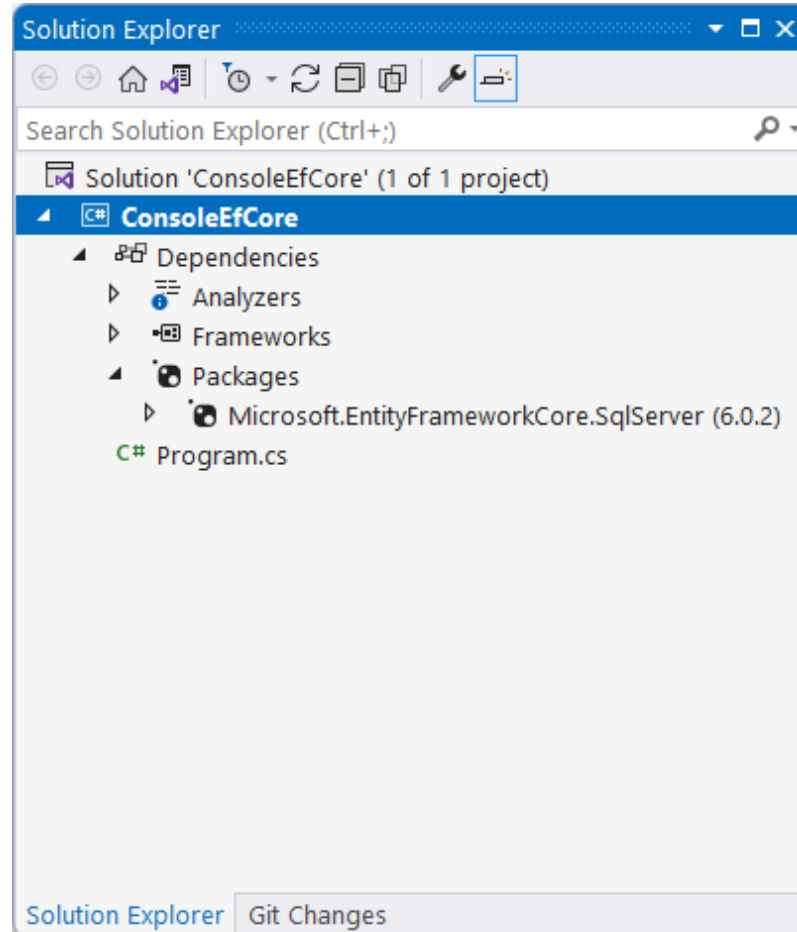 Solution Explorer
Search Solution Explorer (Ctrl+;)
Solution 'ConsoleEfCore' (1 of 1 project)
C# ConsoleEfCore
Dependencies
Analyzers
Frameworks
Packages
Microsoft.EntityFrameworkCore.SqlServer (6.0.2)
C# Program.cs
Solution Explorer Git Changes